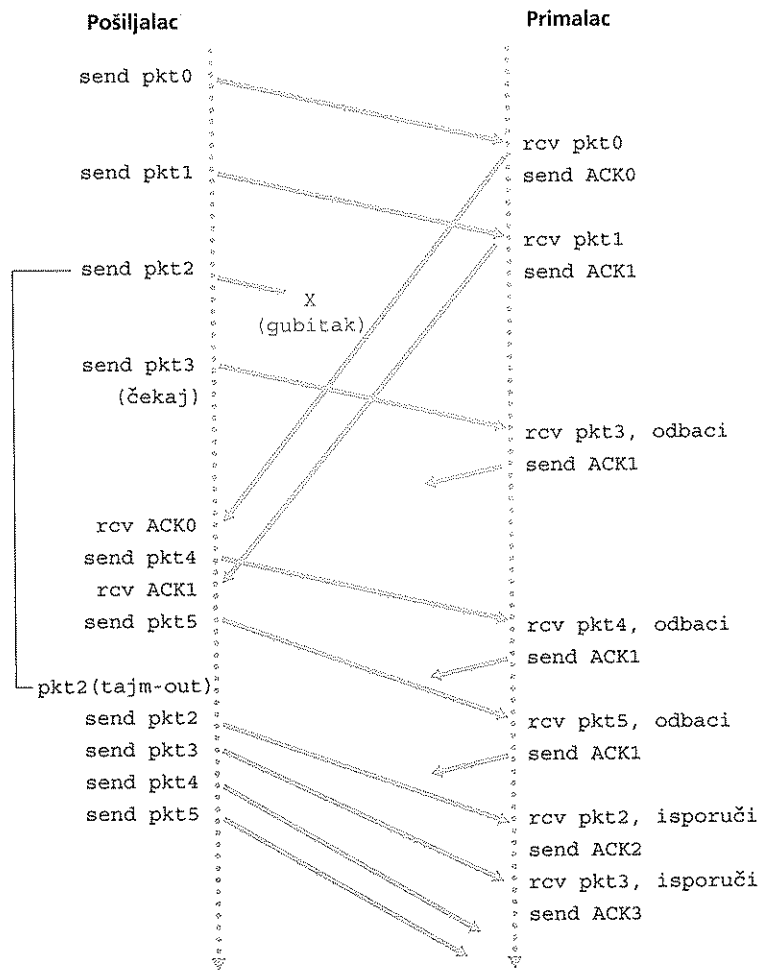 Pošiljalac
Primalac
send pkt0
rcv pkt0
send ACK0
send pkt1
rcv pkt1
send ACK1
send pkt2
X
(gubitak)
send pkt3
(čekaj)
rcv pkt3, odbaci
send ACK1
rcv ACK0
send pkt4
rcv ACK1
send pkt5
rcv pkt4, odbaci
send ACK1
pkt2(tajm-out)
send pkt2
send pkt3
send pkt4
send pkt5
rcv pkt5, odbaci
send ACK1
rcv pkt2, isporuči
send ACK2
rcv pkt3, isporuči
send ACK3